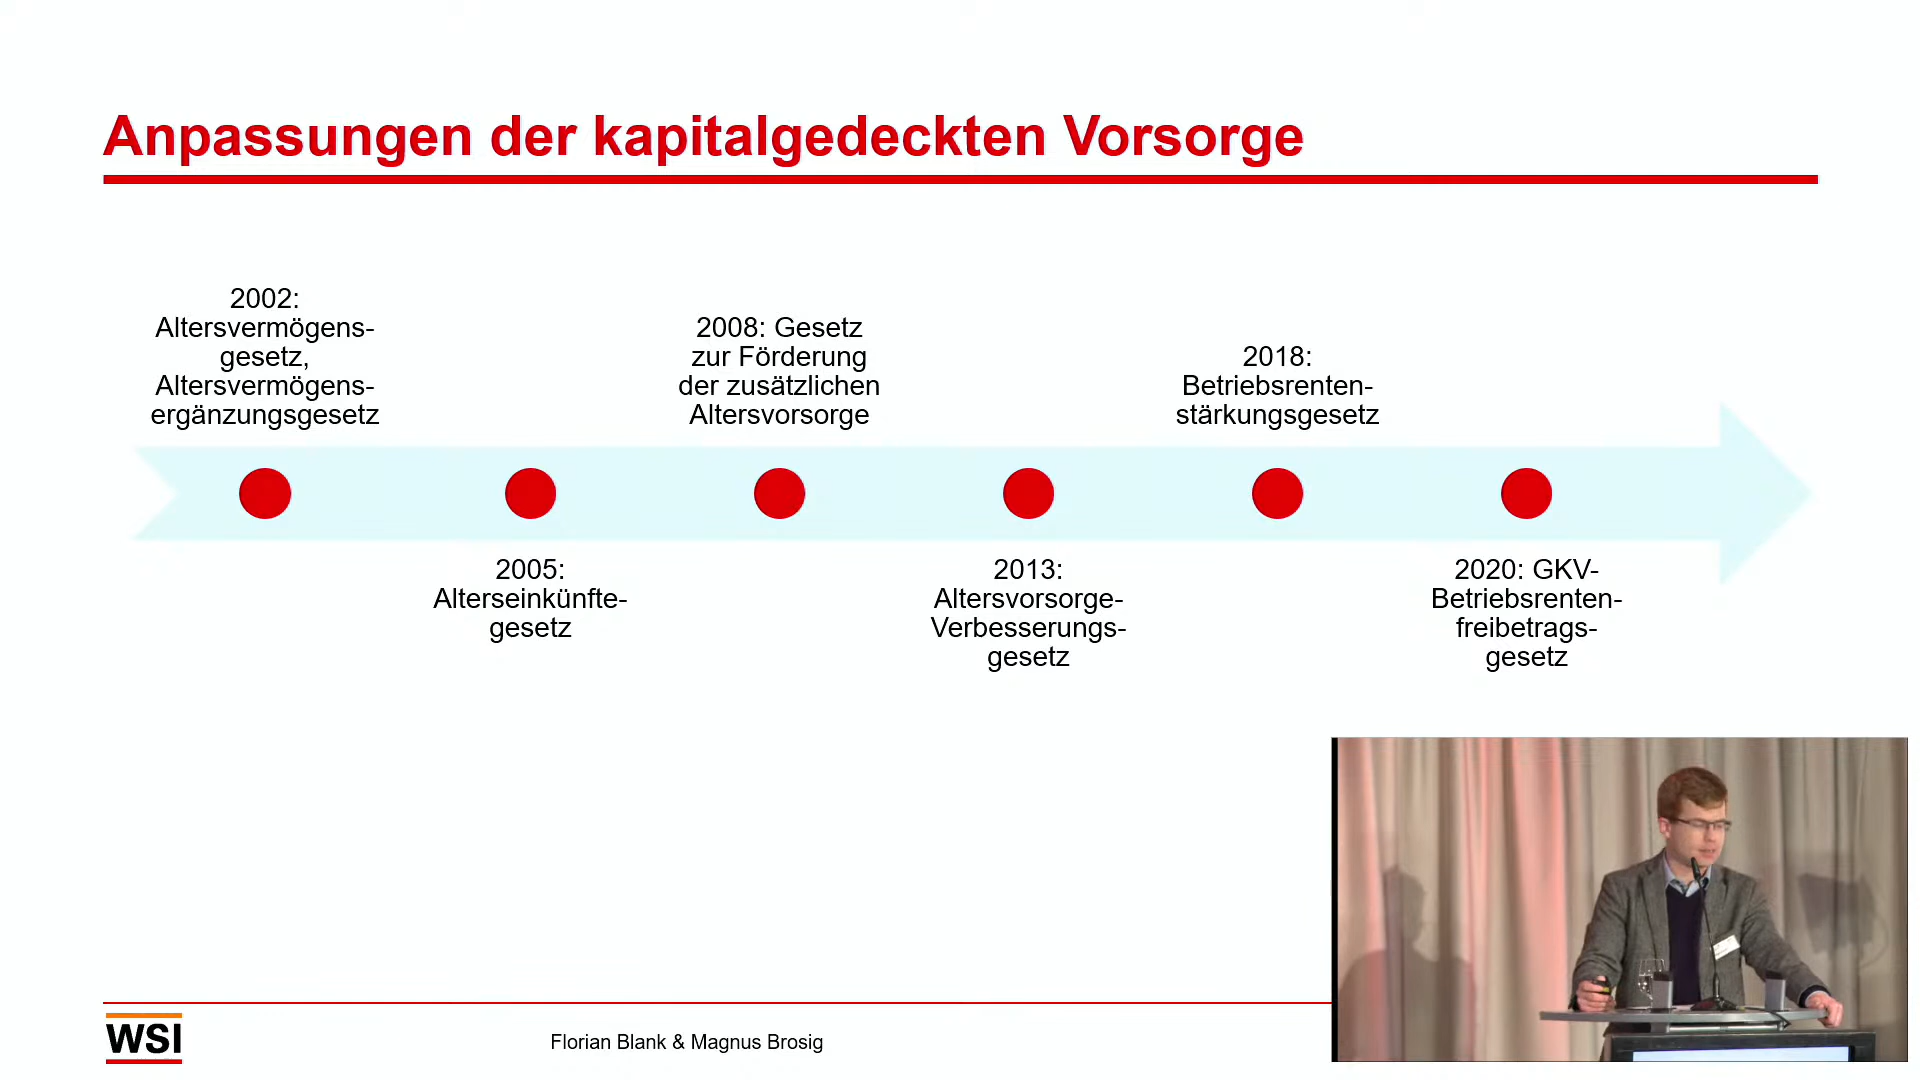 Anpassungen der kapitalgedeckten Vorsorge
2002:
Altersvermögens-
gesetz,
Altersvermögens-
ergänzungsgesetz
2005:
Alterseinkünfte-
gesetz
2008: Gesetz
zur Förderung
der zusätzlichen
Altersvorsorge
2013:
Altersvorsorge-
Verbesserungs-
gesetz
2018:
Betriebsrenten-
stärkungsgesetz
2020: GKV-
Betriebsrenten-
freibetrags-
gesetz
WSI
Florian Blank & Magnus Brosig